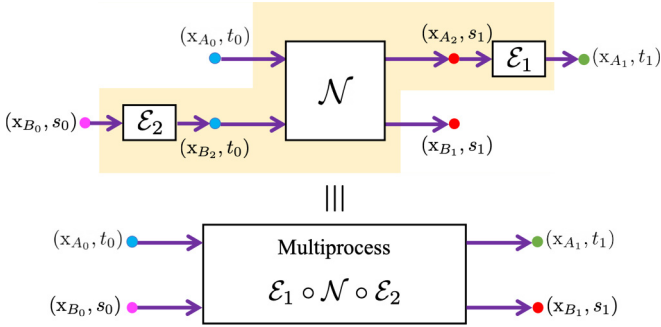 (x_{A_0}, t_0)
(x_{A_2}, s_1)
𝓔_1
(x_{A_1}, t_1)
𝓝
(x_{B_0}, s_0)
𝓔_2
(x_{B_2}, t_0)
(x_{B_1}, s_1)
(x_{A_0}, t_0)
Multiprocess
(x_{A_1}, t_1)
(x_{B_0}, s_0)
𝓔_1 ∘ 𝓝 ∘ 𝓔_2
(x_{B_1}, s_1)